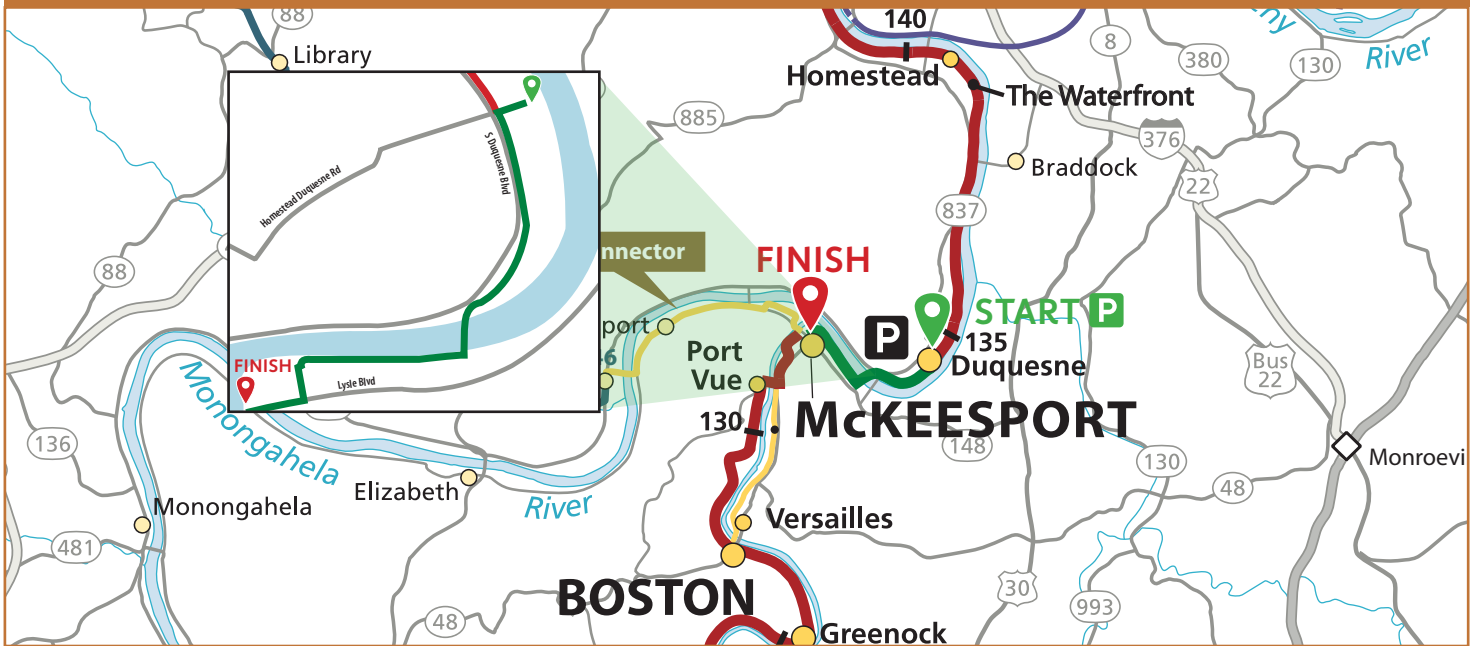 88
Library
140
Homestead
The Waterfront
8
380
130
River
885
376
22
Braddock
837
Homestead Duquesne Rd
S Duquesne Blvd
nnector
FINISH
88
START P
P
135
Duquesne
port
Port
Vue
Bus
22
FINISH
Lysle Blvd
130
McKEESPORT
136
Monongahela
148
130
Monroevi
Elizabeth
River
48
Monongahela
Versailles
481
30
BOSTON
993
48
Greenock